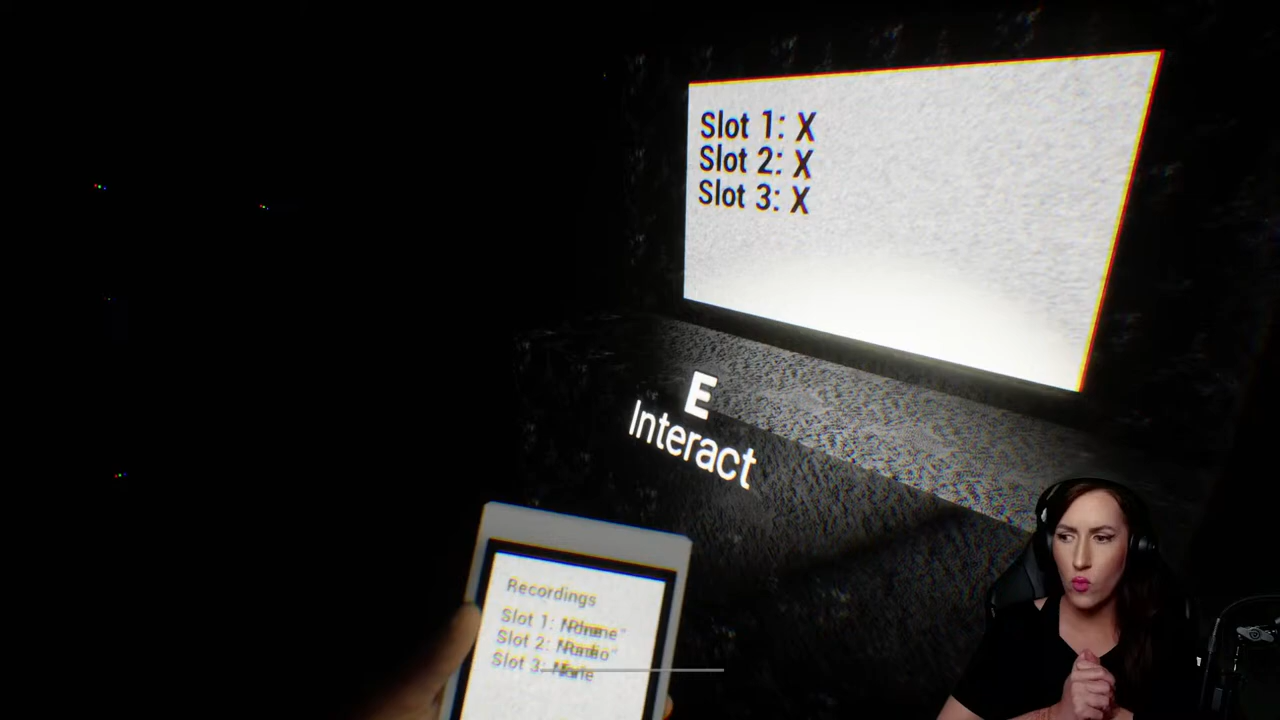 Slot 1: X
Slot 2: X
Slot 3: X
E
Interact
Recordings
Slot 1:
Slot 2:
Slot 3: